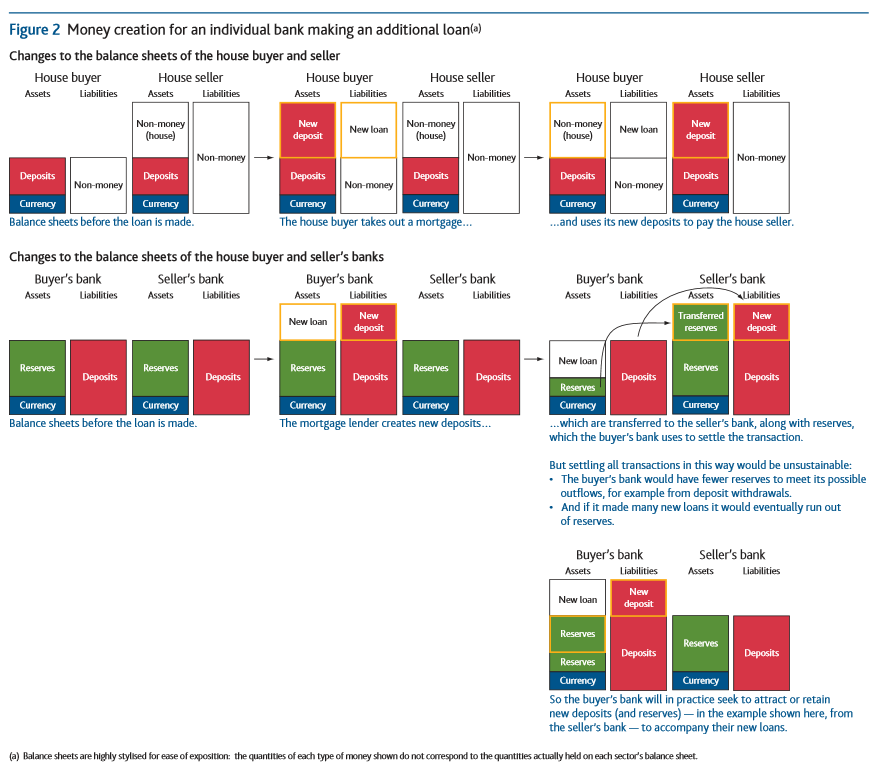 Figure 2 Money creation for an individual bank making an additional loan(a)
Changes to the balance sheets of the house buyer and seller
House buyer
House seller
Assets
Liabilities
Assets
Liabilities
Deposits
Currency
Non-money
Non-money
(house)
Deposits
Currency
Non-money
Balance sheets before the loan is made.
House buyer
House seller
Assets
Liabilities
Assets
Liabilities
New
deposit
Deposits
Currency
New loan
Non-money
Non-money
(house)
Deposits
Currency
Non-money
The house buyer takes out a mortgage...
House buyer
House seller
Assets
Liabilities
Assets
Liabilities
Non-money
(house)
Deposits
Currency
New loan
Non-money
New
deposit
Deposits
Currency
Non-money
...and uses its new deposits to pay the house seller.
Changes to the balance sheets of the house buyer and seller's banks
Buyer's bank
Seller's bank
Assets
Liabilities
Assets
Liabilities
Reserves
Currency
Deposits
Reserves
Currency
Deposits
Balance sheets before the loan is made.
Buyer's bank
Seller's bank
Assets
Liabilities
Assets
Liabilities
New loan
Reserves
Currency
New
deposit
Deposits
Reserves
Currency
Deposits
The mortgage lender creates new deposits...
Buyer's bank
Seller's bank
Assets
Liabilities
Assets
Liabilities
New loan
Reserves
Currency
Deposits
Transferred
reserves
Reserves
Currency
New
deposit
Deposits
...which are transferred to the seller's bank, along with reserves,
which the buyer's bank uses to settle the transaction.
But settling all transactions in this way would be unsustainable:
• The buyer's bank would have fewer reserves to meet its possible
outflows, for example from deposit withdrawals.
• And if it made many new loans it would eventually run out
of reserves.
Buyer's bank
Seller's bank
Assets
Liabilities
Assets
Liabilities
New loan
Reserves
Reserves
Currency
New
deposit
Deposits
Reserves
Currency
Deposits
So the buyer's bank will in practice seek to attract or retain
new deposits (and reserves) — in the example shown here, from
the seller's bank — to accompany their new loans.
(a) Balance sheets are highly stylised for ease of exposition: the quantities of each type of money shown do not correspond to the quantities actually held on each sector's balance sheet.